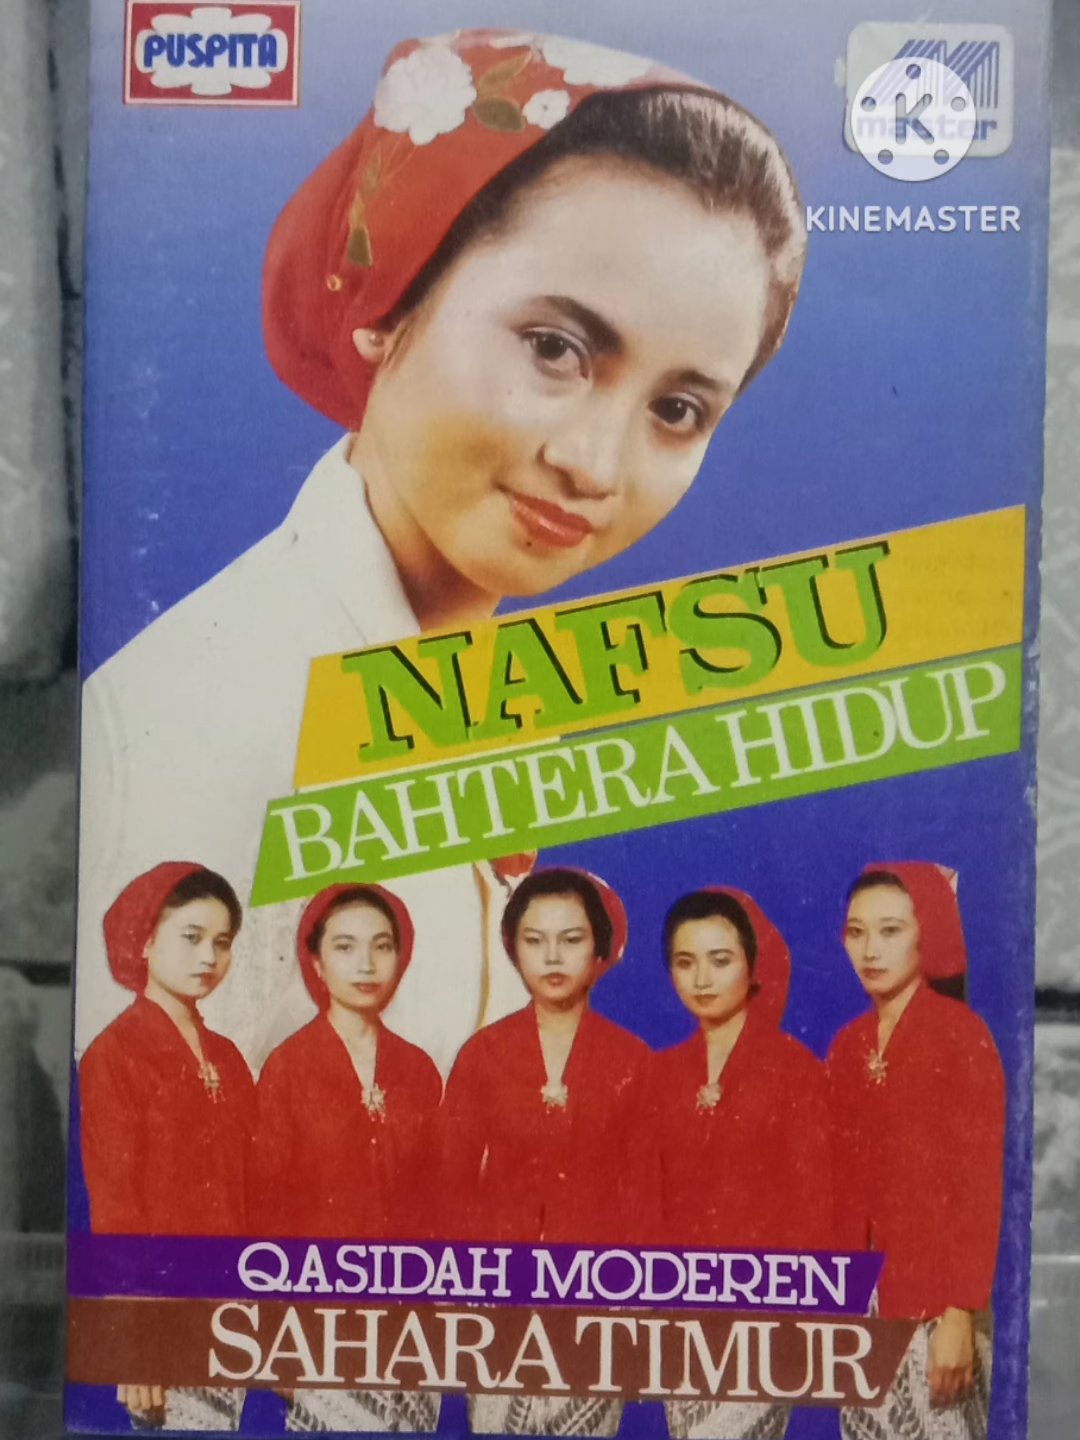 PUSPITA
master
KINEMASTER
NAFSU
BAHTERA HIDUP
QASIDAH MODEREN
SAHARA TIMUR